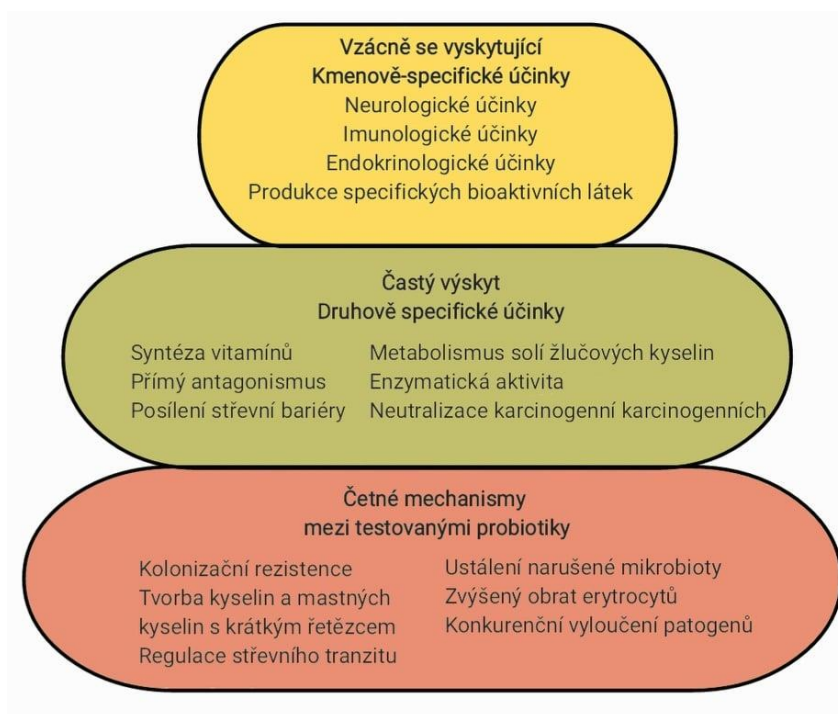 Vzácně se vyskytující
Kmenově-specifické účinky
Neurologické účinky
Imunologické účinky
Endokrinologické účinky
Produkce specifických bioaktivních látek
Častý výskyt
Druhově specifické účinky
Syntéza vitamínů
Přímý antagonismus
Posílení střevní bariéry
Metabolismus solí žlučových kyselin
Enzymatická aktivita
Neutralizace karcinogenní karcinogenních
Četné mechanismy
mezi testovanými probiotiky
Kolonizační rezistence
Tvorba kyselin a mastných
kyselin s krátkým řetězcem
Regulace střevního tranzitu
Ustálení narušené mikrobioty
Zvýšený obrat erytrocytů
Konkurenční vyloučení patogenů